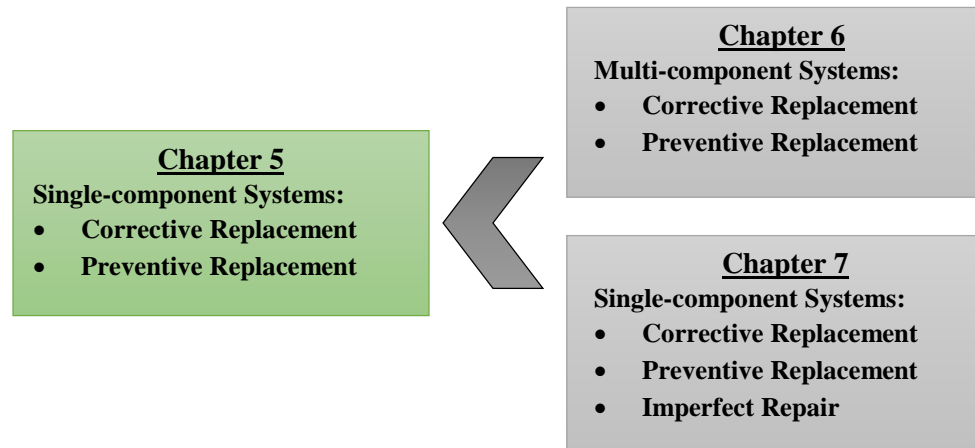 Chapter 5
Single-component Systems:
• Corrective Replacement
• Preventive Replacement
Chapter 6
Multi-component Systems:
• Corrective Replacement
• Preventive Replacement
Chapter 7
Single-component Systems:
• Corrective Replacement
• Preventive Replacement
• Imperfect Repair